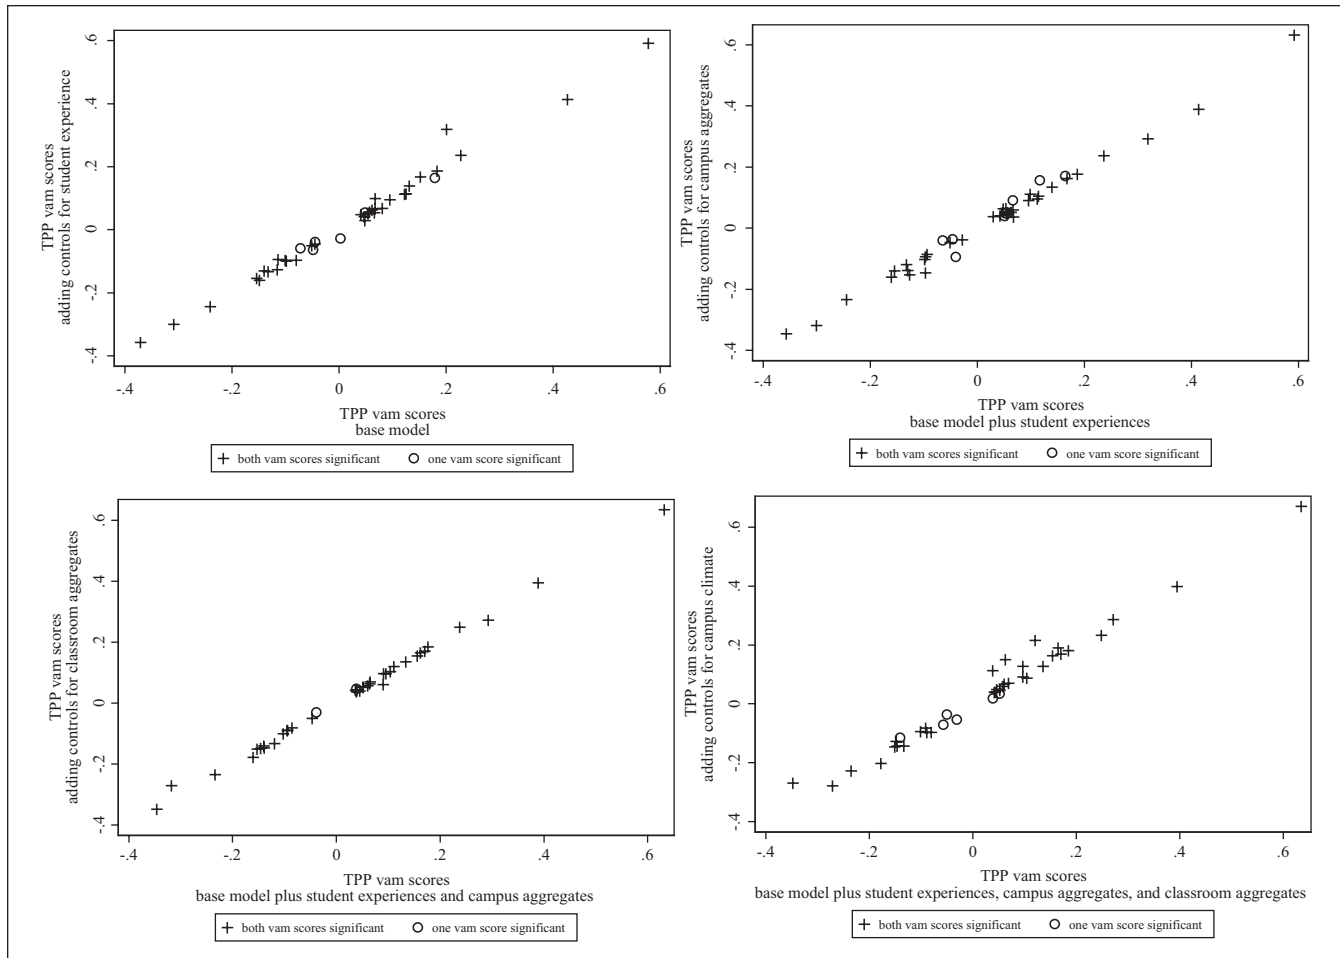 TPP vam scores
adding controls for student experience
.6
.4
.2
0
-.2
-.4
-.4
-.2
0
.2
.4
.6
TPP vam scores
base model
both vam scores significant
one vam score significant
TPP vam scores
adding controls for campus aggregates
.6
.4
.2
0
-.2
-.4
-.4
-.2
0
.2
.4
.6
TPP vam scores
base model plus student experiences
both vam scores significant
one vam score significant
TPP vam scores
adding controls for classroom aggregates
.6
.4
.2
0
-.2
-.4
-.4
-.2
0
.2
.4
.6
TPP vam scores
base model plus student experiences and campus aggregates
both vam scores significant
one vam score significant
TPP vam scores
adding controls for campus climate
.6
.4
.2
0
-.2
-.4
-.4
-.2
0
.2
.4
.6
TPP vam scores
base model plus student experiences, campus aggregates, and classroom aggregates
both vam scores significant
one vam score significant